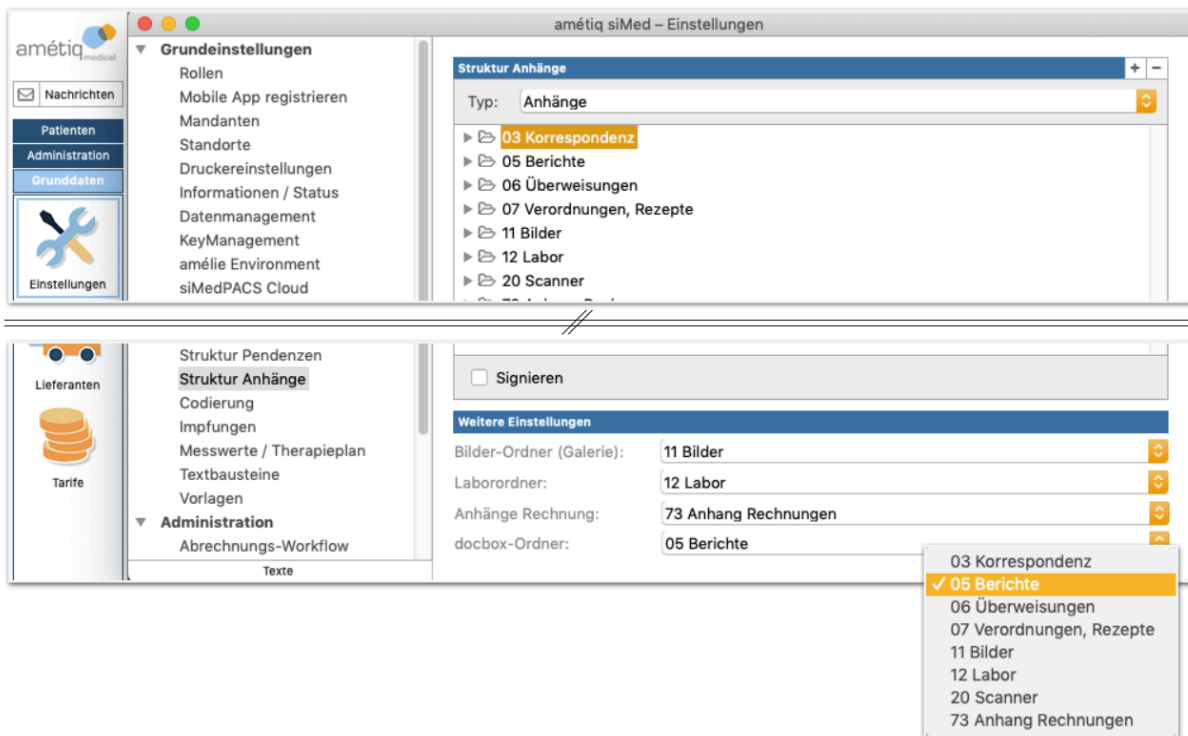 amétiq siMed – Einstellungen
amétiq medical
Nachrichten
Patienten
Administration
Grunddaten
Einstellungen
Grundeinstellungen
Rollen
Mobile App registrieren
Mandanten
Standorte
Druckereinstellungen
Informationen / Status
Datenmanagement
KeyManagement
amélie Environment
siMedPACS Cloud
Struktur Anhänge
+ −
Typ: Anhänge
03 Korrespondenz
05 Berichte
06 Überweisungen
07 Verordnungen, Rezepte
11 Bilder
12 Labor
20 Scanner
Lieferanten
Tarife
Struktur Pendenzen
Struktur Anhänge
Codierung
Impfungen
Messwerte / Therapieplan
Textbausteine
Vorlagen
Administration
Abrechnungs-Workflow
Texte
Signieren
Weitere Einstellungen
Bilder-Ordner (Galerie): 11 Bilder
Laborordner: 12 Labor
Anhänge Rechnung: 73 Anhang Rechnungen
docbox-Ordner: 05 Berichte
03 Korrespondenz
✓ 05 Berichte
06 Überweisungen
07 Verordnungen, Rezepte
11 Bilder
12 Labor
20 Scanner
73 Anhang Rechnungen